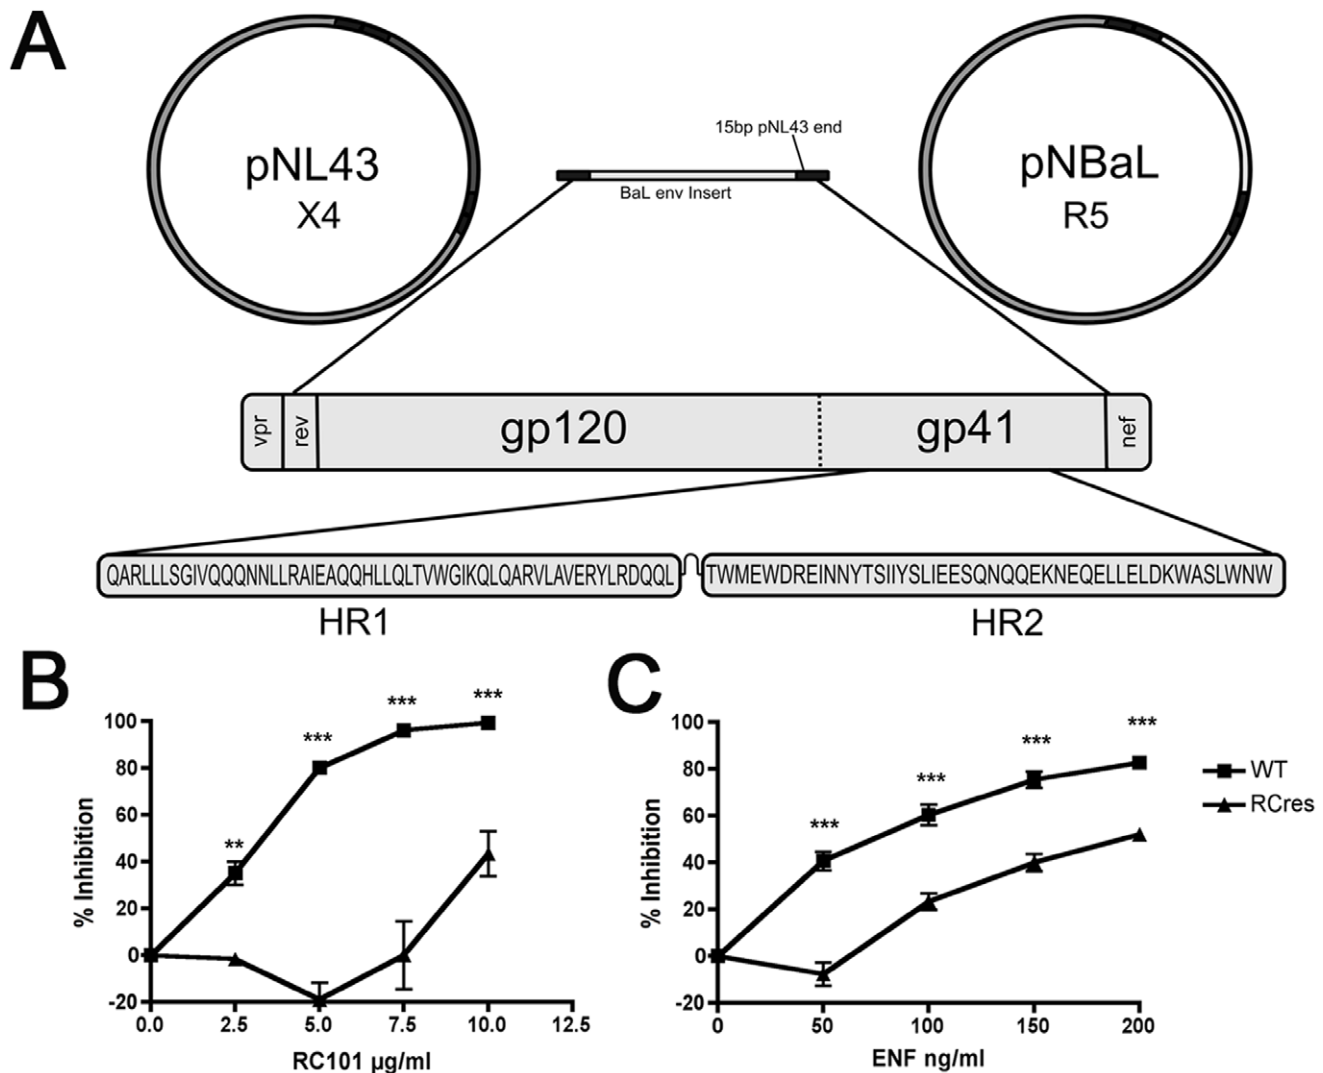 A
pNL43
X4
15bp pNL43 end
BaL env Insert
pNBaL
R5
vpr
rev
gp120
gp41
nef
QARLLLSGIVQQQNNLLRAIEAQQHLLQLTVWGIKQLQARVLAVERYLRDQQL
TWMEWDREINNYTSIIYSLIEESQNQQEKNEQELLELDKWASLWNW
HR1
HR2
B
% Inhibition
100
80
60
40
20
0
-20
**
***
***
***
0.0
2.5
5.0
7.5
10.0
12.5
RC101 µg/ml
C
% Inhibition
100
80
60
40
20
0
-20
***
***
***
***
0
50
100
150
200
ENF ng/ml
WT
RCres